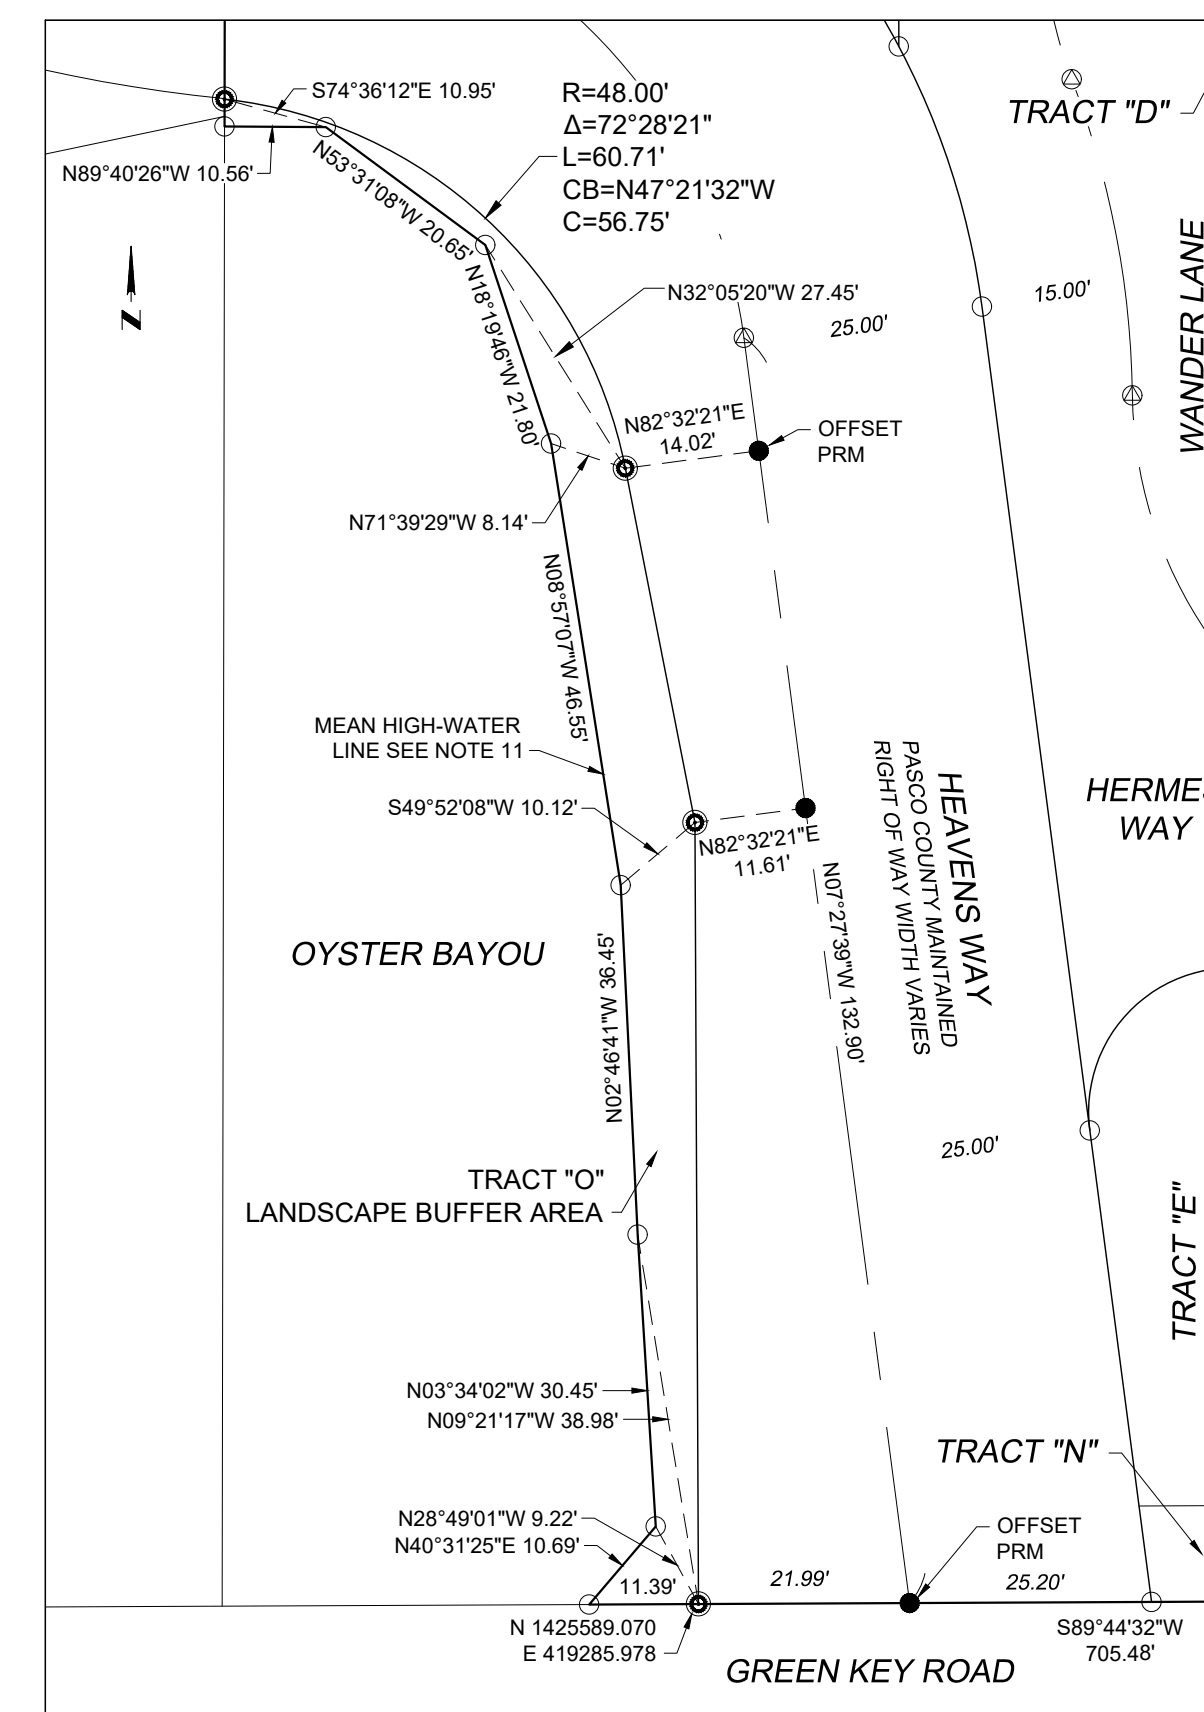 S74°36'12"E 10.95'
R=48.00'
Δ=72°28'21"
L=60.71'
CB=N47°21'32"W
C=56.75'
TRACT "D"
N89°40'26"W 10.56'
N53°31'08"W 20.65'
WANDER LANE
N
N18°19'46"W 21.80'
N32°05'20"W 27.45'
15.00'
25.00'
N82°32'21"E
14.02'
OFFSET
PRM
N71°39'29"W 8.14'
N08°57'07"W 46.55'
MEAN HIGH-WATER
LINE SEE NOTE 11
S49°52'08"W 10.12'
N82°32'21"E
11.61'
HEAVENS WAY
PASCO COUNTY MAINTAINED
RIGHT OF WAY WIDTH VARIES
HERMES
WAY
N07°27'39"W 132.90'
OYSTER BAYOU
N02°46'41"W 36.45'
25.00'
TRACT "O"
LANDSCAPE BUFFER AREA
TRACT "E"
N03°34'02"W 30.45'
N09°21'17"W 38.98'
TRACT "N"
N28°49'01"W 9.22'
N40°31'25"E 10.69'
OFFSET
PRM
11.39'
21.99'
25.20'
N 1425589.070
E 419285.978
S89°44'32"W
705.48'
GREEN KEY ROAD